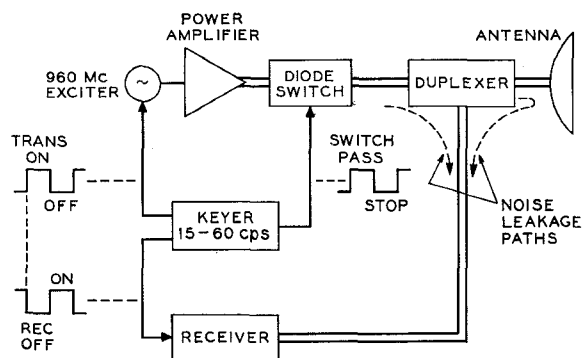 POWER
AMPLIFIER
ANTENNA
960 Mc
EXCITER
~
DIODE
SWITCH
DUPLEXER
TRANS
ON
OFF
SWITCH
PASS
STOP
KEYER
15-60 cps
NOISE
LEAKAGE
PATHS
ON
REC
OFF
RECEIVER